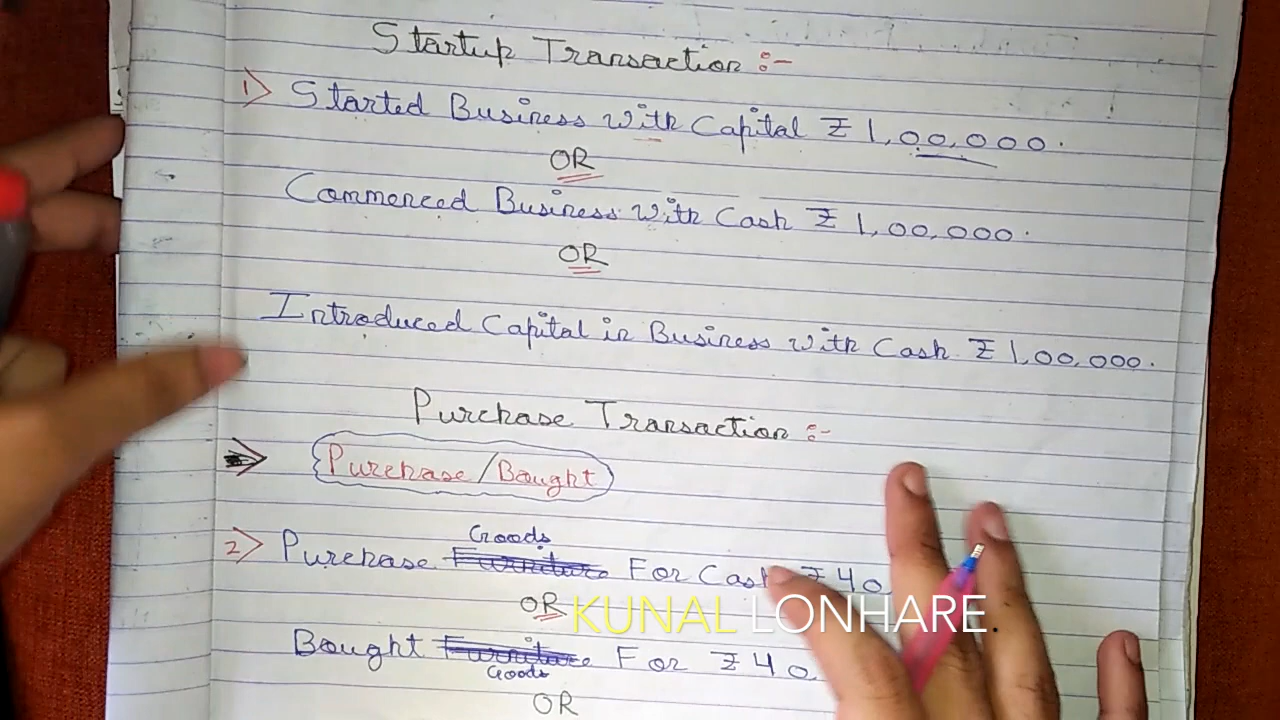 Startup Transaction :-
1> Started Business with Capital ₹ 1,00,000.
OR
Commenced Business with Cash ₹ 1,00,000.
OR
Introduced Capital in Business with Cash ₹ 1,00,000.
Purchase Transaction :-
Purchase/Bought
Goods
2> Purchase Furniture For Cash ₹ 40,
OR KUNAL LONHARE.
Bought Furniture For ₹ 40,
Goods
OR